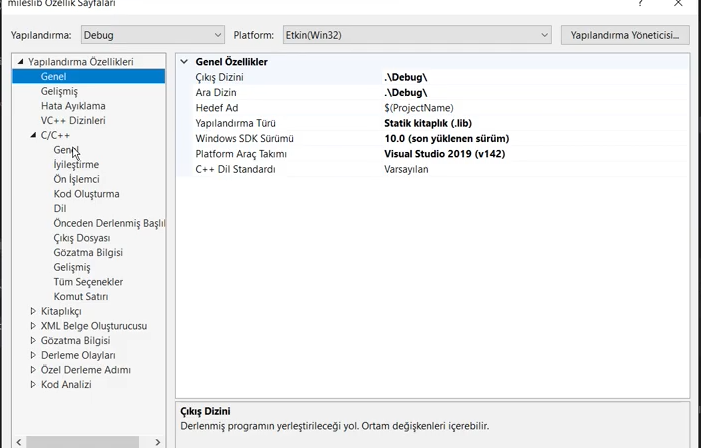 mileslib Özellik Sayfaları
Yapılandırma: Debug Platform: Etkin(Win32) Yapılandırma Yöneticisi...
Yapılandırma Özellikleri
Genel
Gelişmiş
Hata Ayıklama
VC++ Dizinleri
C/C++
Genel
İyileştirme
Ön İşlemci
Kod Oluşturma
Dil
Önceden Derlenmiş Başlı
Çıkış Dosyası
Gözatma Bilgisi
Gelişmiş
Tüm Seçenekler
Komut Satırı
Kitaplıkçı
XML Belge Oluşturucusu
Gözatma Bilgisi
Derleme Olayları
Özel Derleme Adımı
Kod Analizi
Genel Özellikler
Çıkış Dizini .\Debug\
Ara Dizin .\Debug\
Hedef Ad $(ProjectName)
Yapılandırma Türü Statik kitaplık (.lib)
Windows SDK Sürümü 10.0 (son yüklenen sürüm)
Platform Araç Takımı Visual Studio 2019 (v142)
C++ Dil Standardı Varsayılan
Çıkış Dizini
Derlenmiş programın yerleştirileceği yol. Ortam değişkenleri içerebilir.